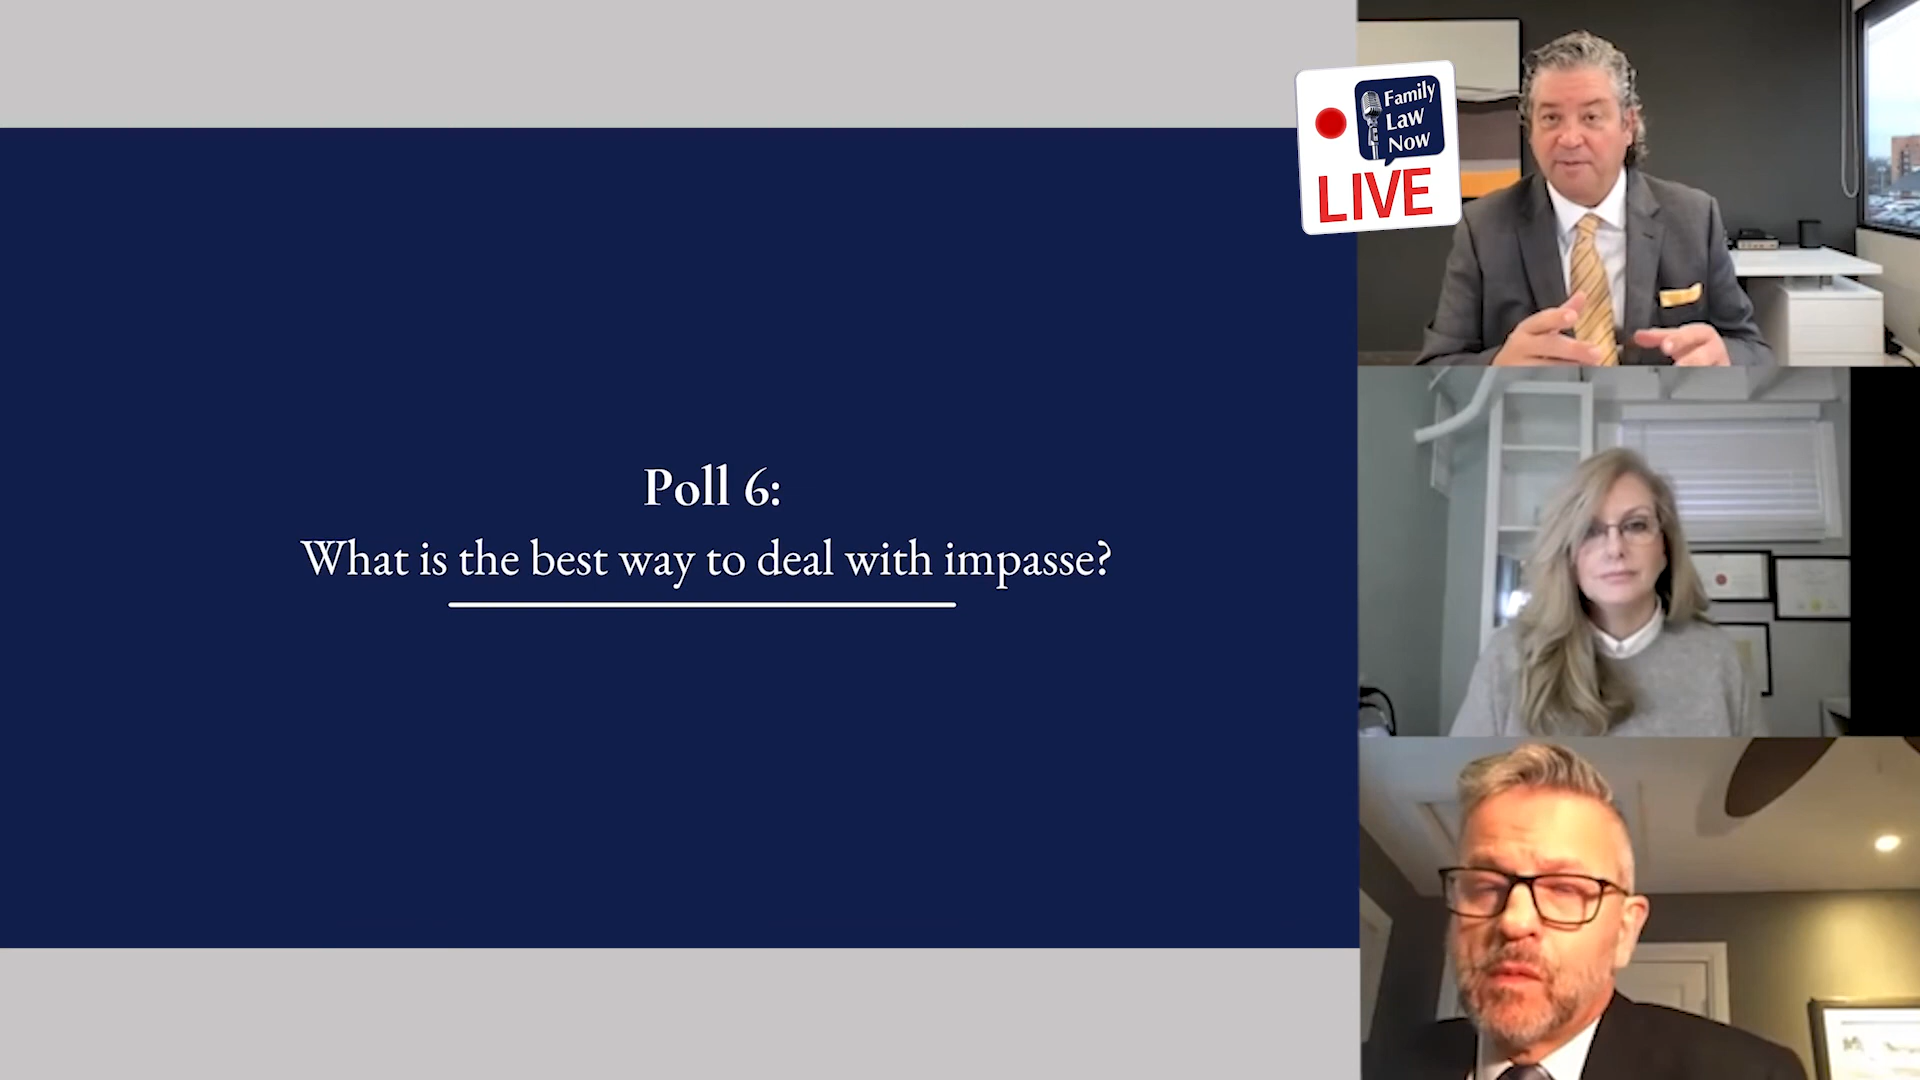 Poll 6:
What is the best way to deal with impasse?
Family
Law
Now
LIVE